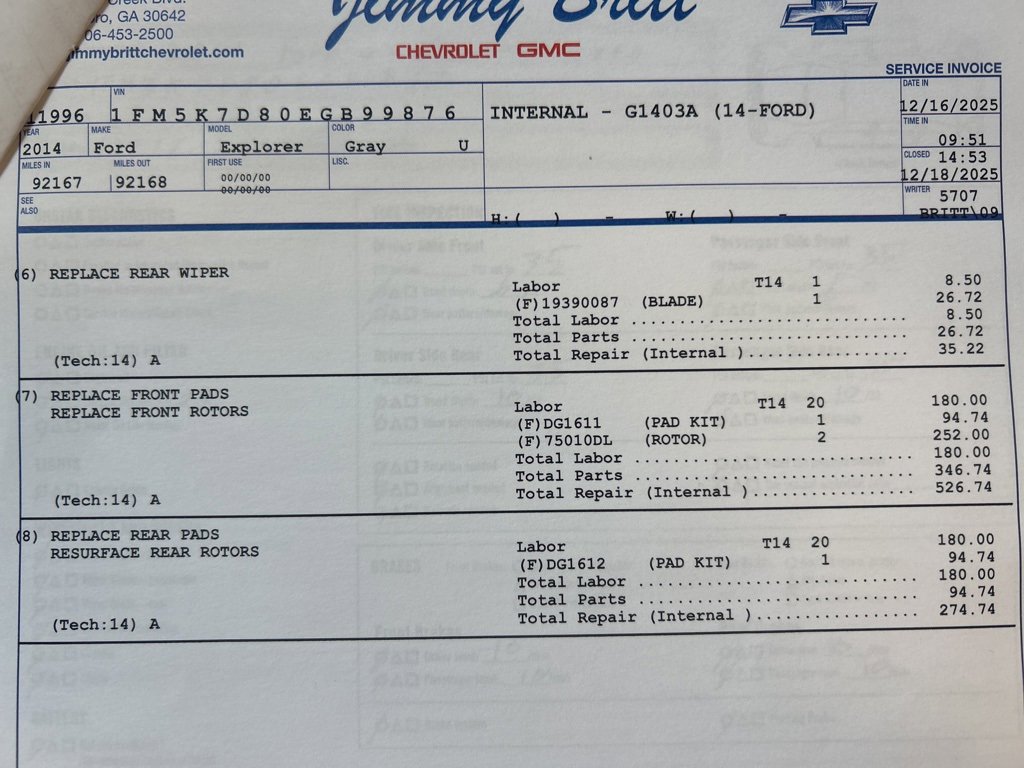 Creek Blvd.
ro, GA 30642
06-453-2500
jimmybrittchevrolet.com
Jimmy Britt
CHEVROLET GMC
SERVICE INVOICE
11996
VIN
1FM5K7D80EGB99876
INTERNAL - G1403A (14-FORD)
DATE IN
12/16/2025
YEAR
2014
MAKE
Ford
MODEL
Explorer
COLOR
Gray U
TIME IN
09:51
MILES IN
92167
MILES OUT
92168
FIRST USE
00/00/00
00/00/00
LISC.
CLOSED 14:53
12/18/2025
SEE
ALSO
H:( ) - W:( ) -
WRITER 5707
BRITT\09
(6) REPLACE REAR WIPER
Labor T14 1 8.50
(F)19390087 (BLADE) 1 26.72
Total Labor ............................ 8.50
Total Parts ............................ 26.72
Total Repair (Internal )................ 35.22
(Tech:14) A
(7) REPLACE FRONT PADS
REPLACE FRONT ROTORS
Labor T14 20 180.00
(F)DG1611 (PAD KIT) 1 94.74
(F)75010DL (ROTOR) 2 252.00
Total Labor ............................ 180.00
Total Parts ............................ 346.74
Total Repair (Internal )................ 526.74
(Tech:14) A
(8) REPLACE REAR PADS
RESURFACE REAR ROTORS
Labor T14 20 180.00
(F)DG1612 (PAD KIT) 1 94.74
Total Labor ............................ 180.00
Total Parts ............................ 94.74
Total Repair (Internal )................ 274.74
(Tech:14) A